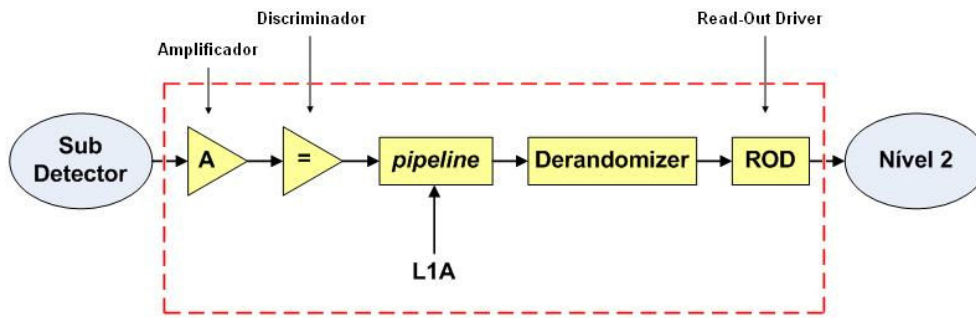 Discriminador
Read-Out Driver
Amplificador
Sub
Detector
A
=
pipeline
Derandomizer
ROD
Nível 2
L1A